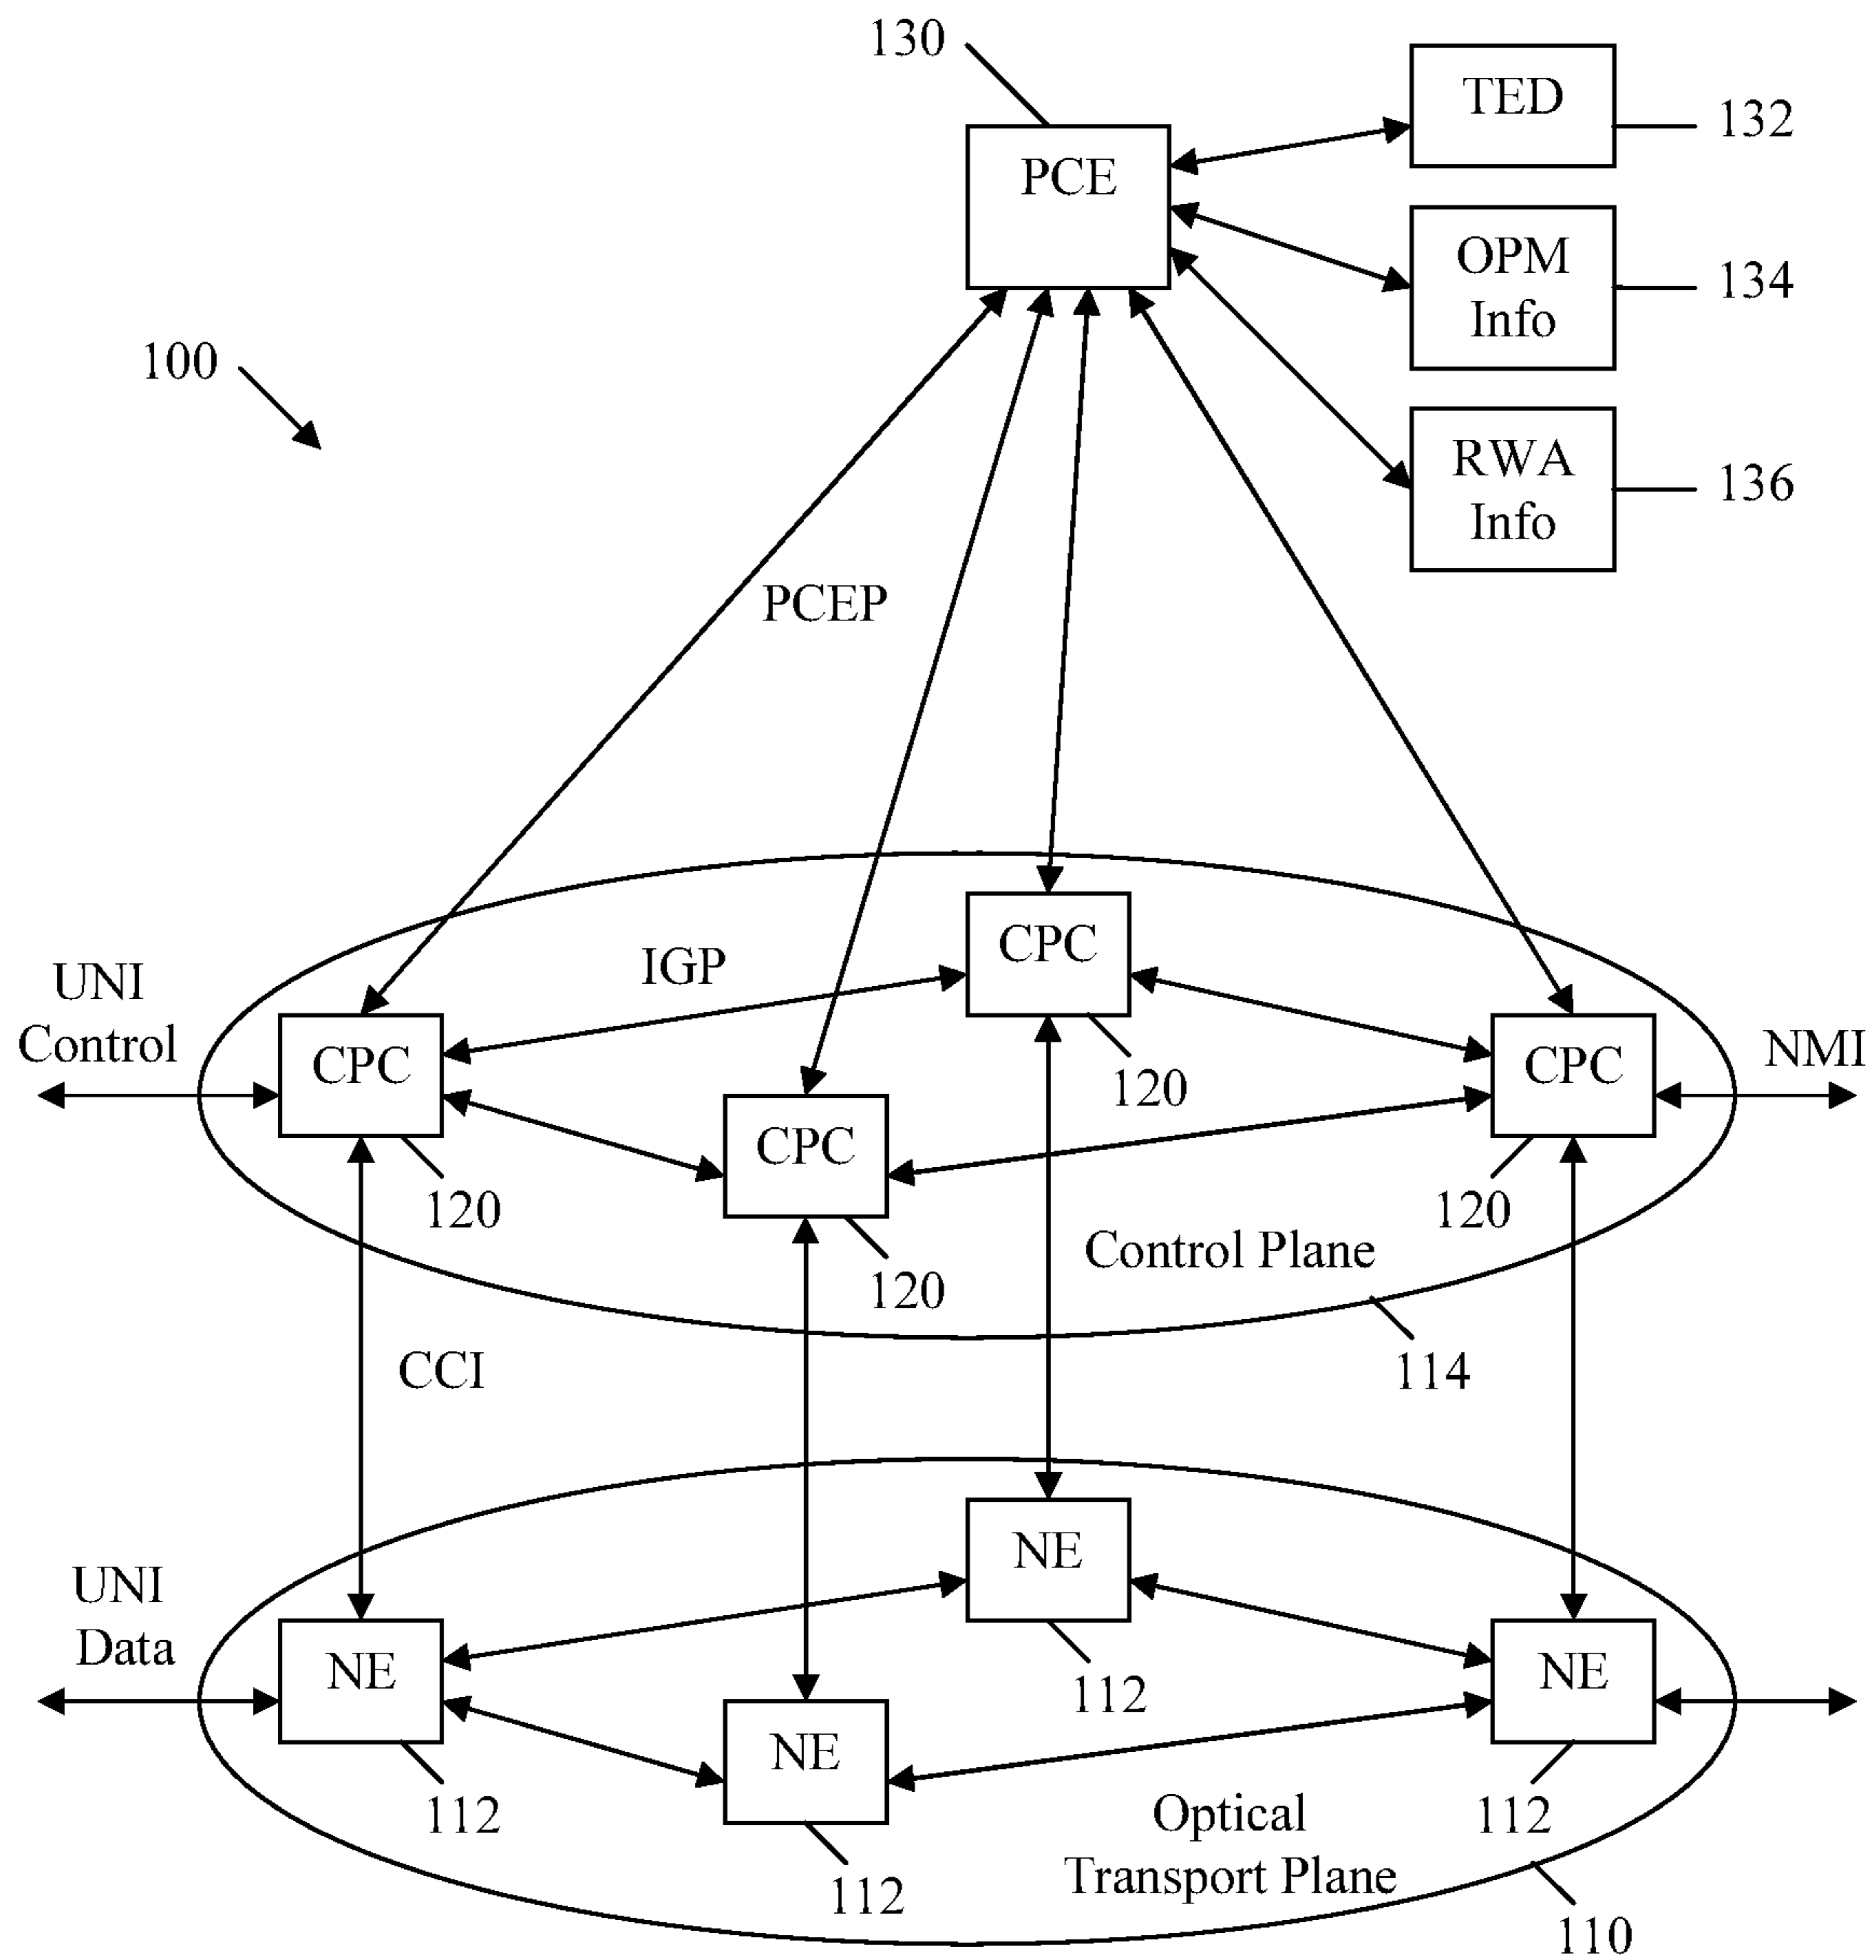 130
TED
132
PCE
OPM
Info
134
100
RWA
Info
136
PCEP
UNI
Control
IGP
CPC
NMI
CPC
120
CPC
CPC
120
120
120
Control Plane
114
CCI
UNI
Data
NE
NE
112
NE
NE
112
112
112
Optical
Transport Plane
110